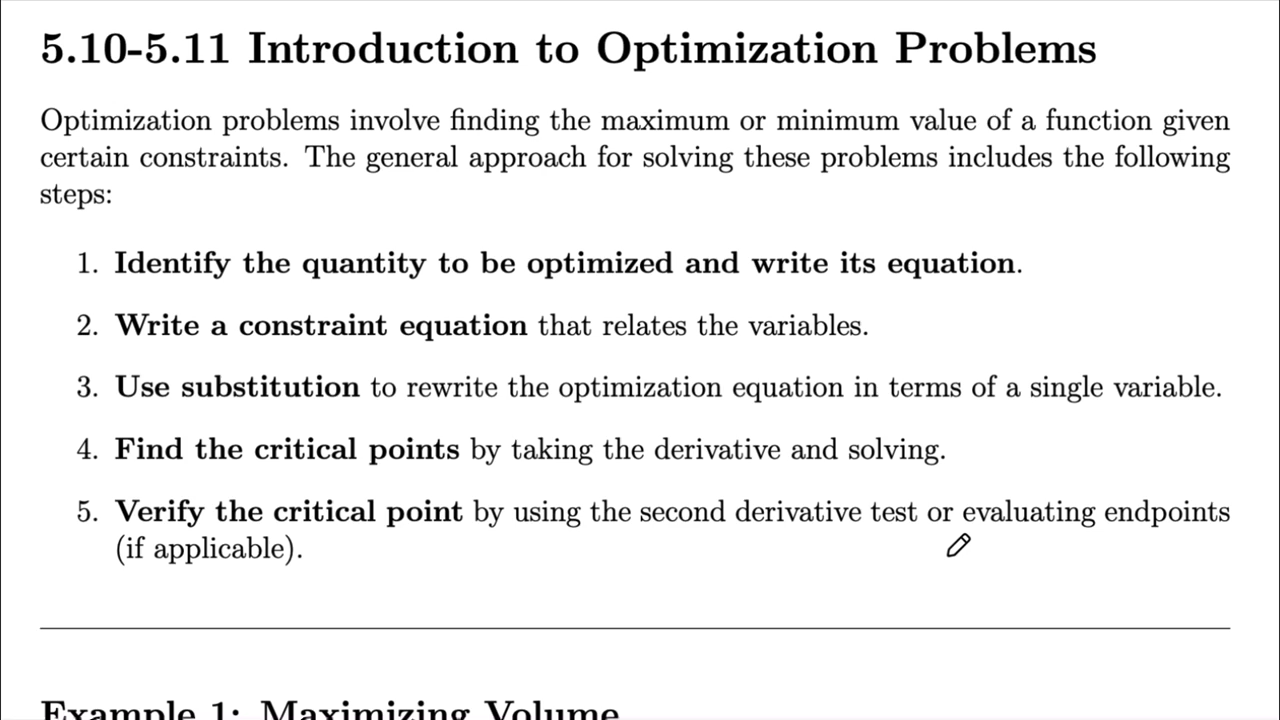 5.10-5.11 Introduction to Optimization Problems
Optimization problems involve finding the maximum or minimum value of a function given
certain constraints. The general approach for solving these problems includes the following
steps:
1. Identify the quantity to be optimized and write its equation.
2. Write a constraint equation that relates the variables.
3. Use substitution to rewrite the optimization equation in terms of a single variable.
4. Find the critical points by taking the derivative and solving.
5. Verify the critical point by using the second derivative test or evaluating endpoints
(if applicable).
Example 1: Maximizing Volume